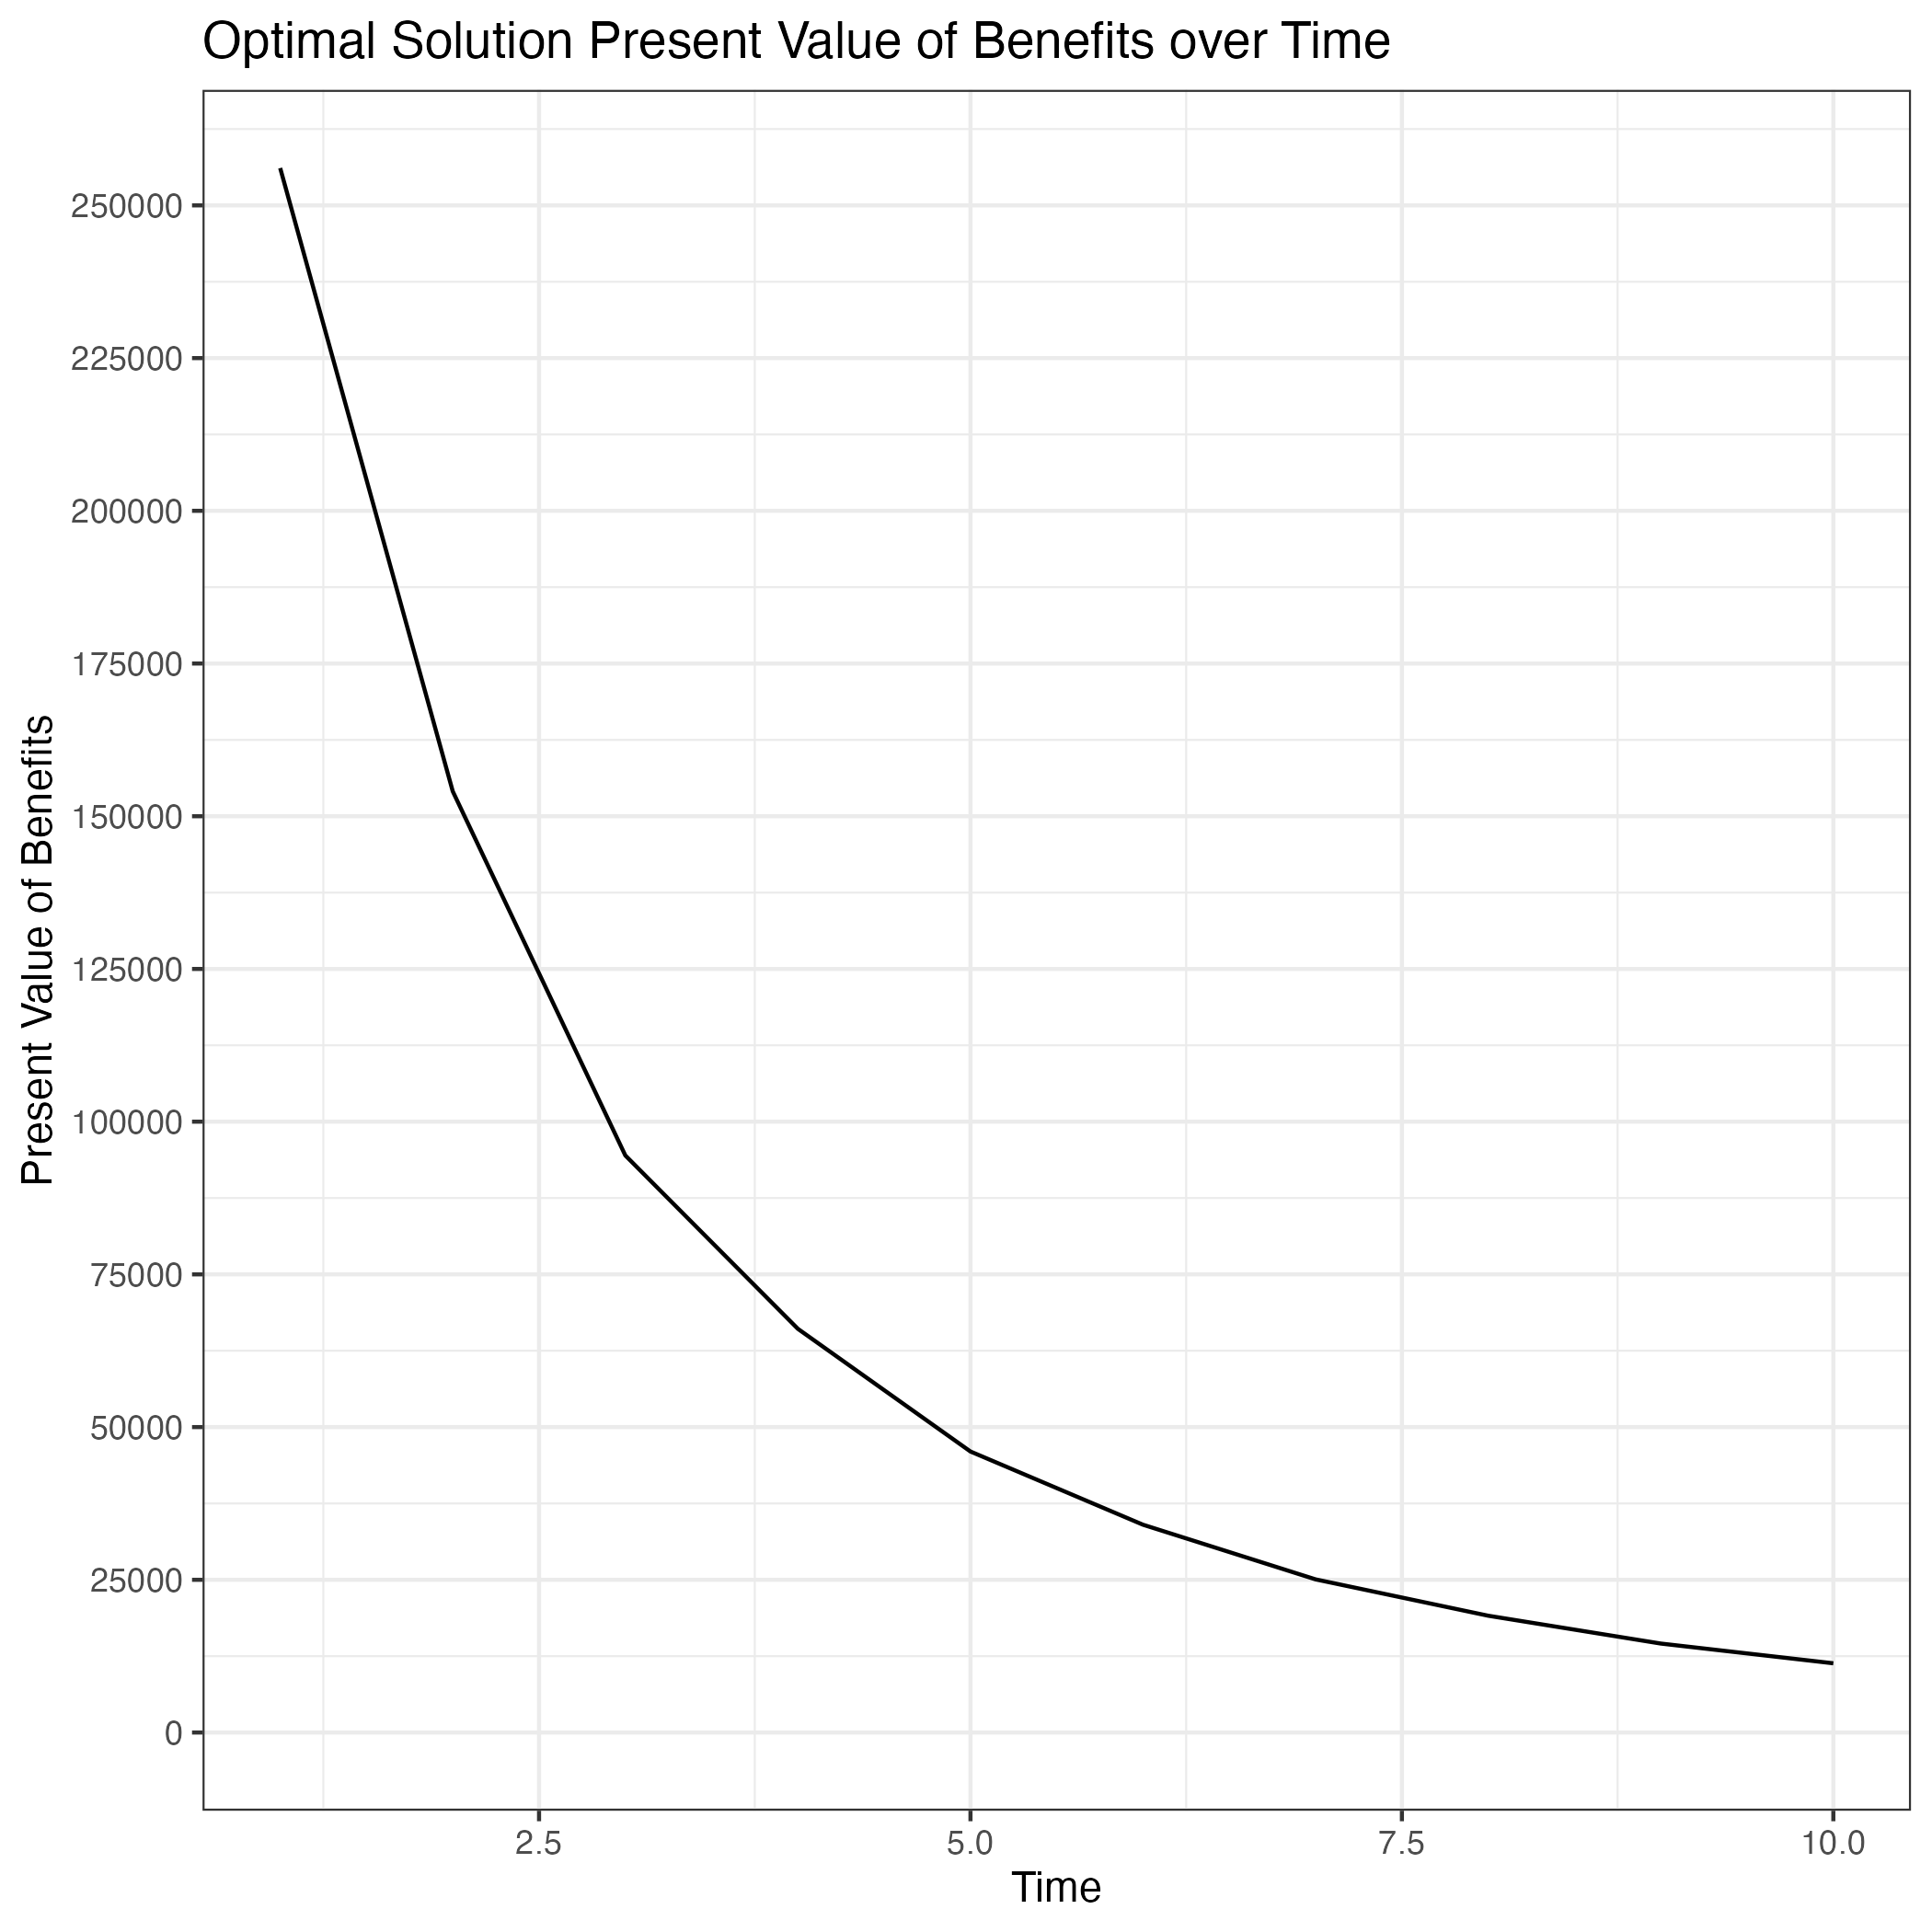 Optimal Solution Present Value of Benefits over Time
Present Value of Benefits
250000
225000
200000
175000
150000
125000
100000
75000
50000
25000
0
2.5 5.0 7.5 10.0
Time